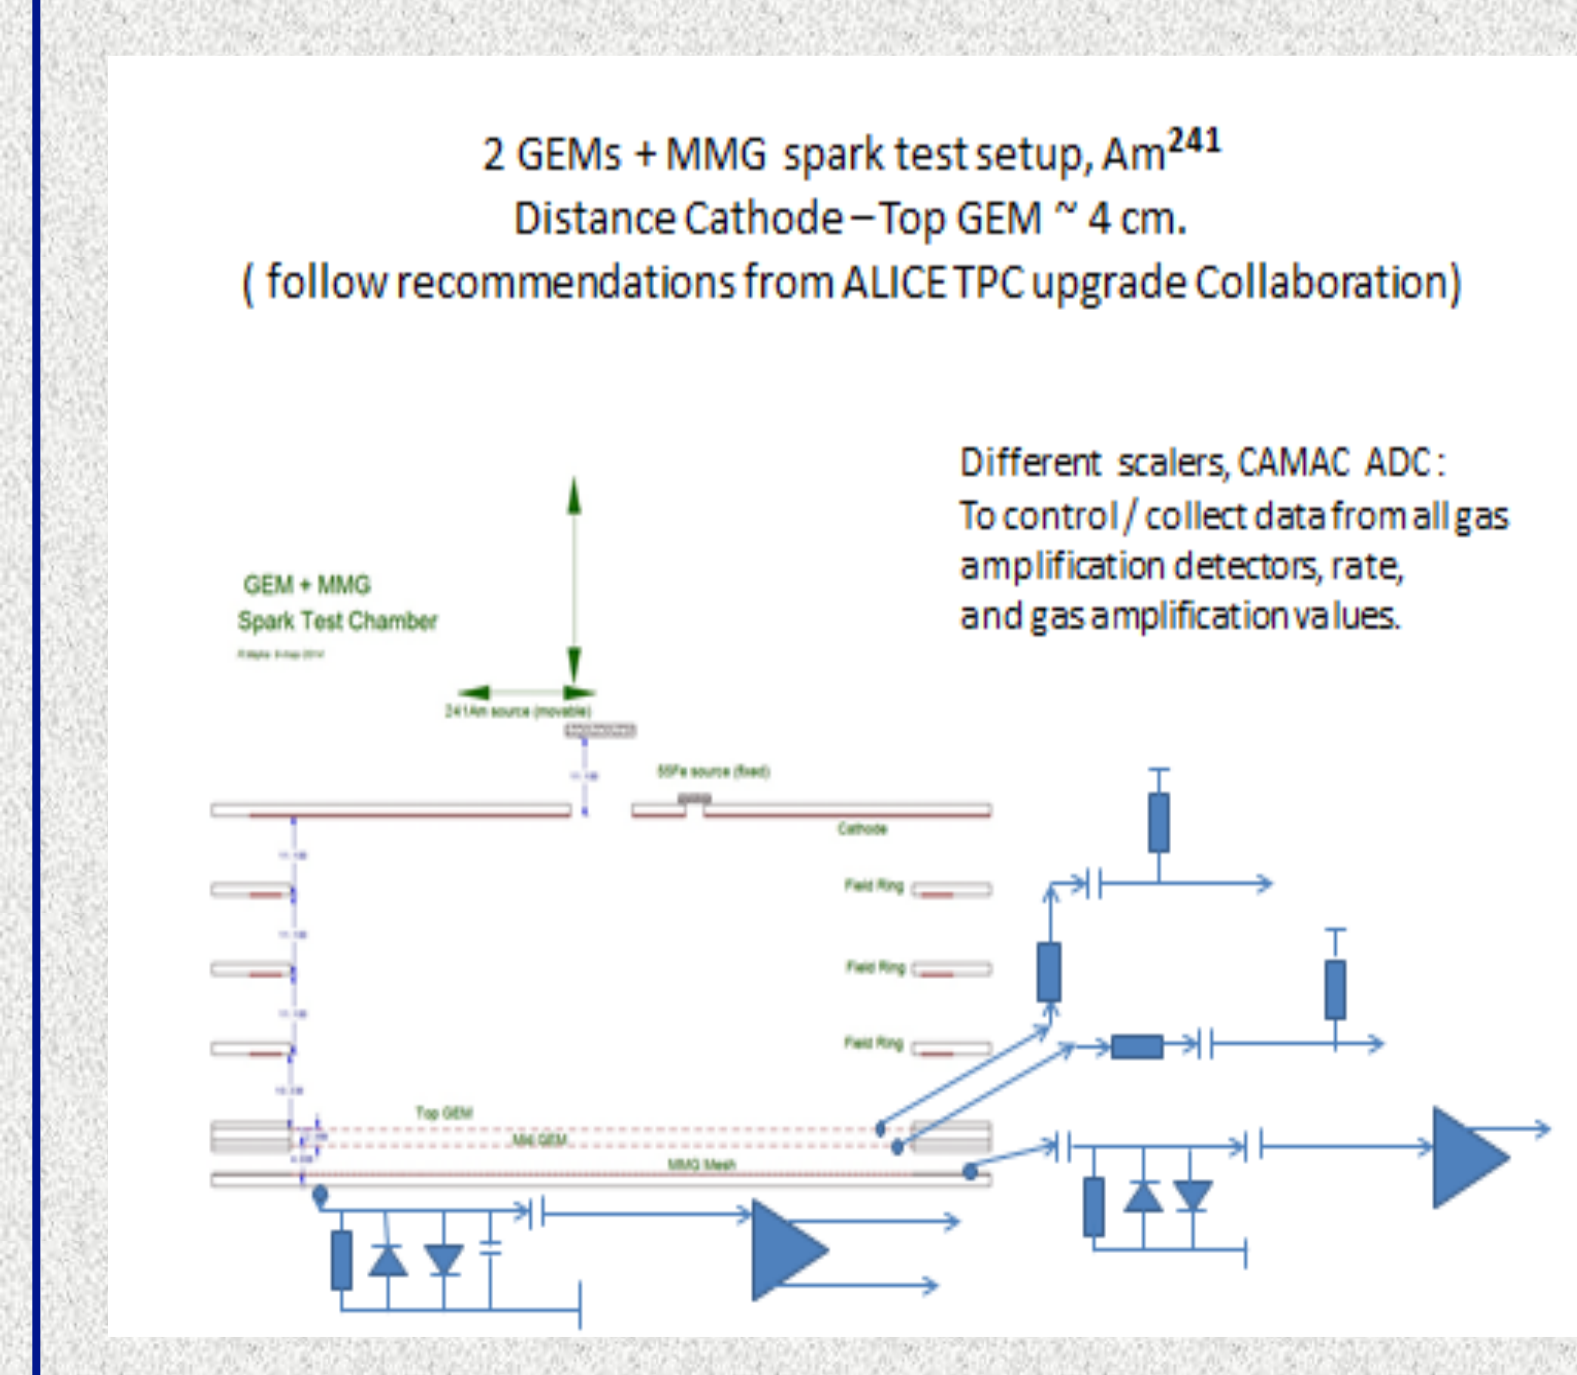 2 GEMs + MMG spark test setup, Am241
Distance Cathode – Top GEM ~ 4 cm.
( follow recommendations from ALICE TPC upgrade Collaboration)
Different scalers, CAMAC ADC :
To control / collect data from all gas
amplification detectors, rate,
and gas amplification values.
GEM + MMG
Spark Test Chamber
241Am source (movable)
55Fe source (fixed)
Cathode
Field Ring
Field Ring
Field Ring
Top GEM
Mid GEM
MMG Mesh